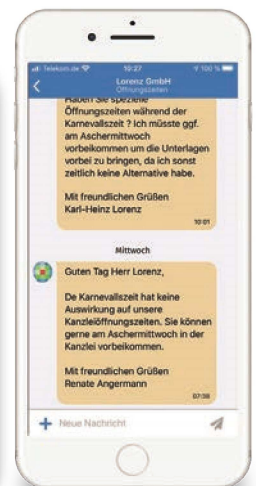 Telekom.de 10:27 100 %
Lorenz GmbH
Öffnungszeiten
Haben Sie spezielle
Öffnungszeiten während der
Karnevallszeit ? Ich müsste ggf.
am Aschermittwoch
vorbeikommen um die Unterlagen
vorbei zu bringen, da ich sonst
zeitlich keine Alternative habe.
Mit freundlichen Grüßen
Karl-Heinz Lorenz
10:01
Mittwoch
Guten Tag Herr Lorenz,
De Karnevallszeit hat keine
Auswirkung auf unsere
Kanzleiöffnungszeiten. Sie können
gerne am Aschermittwoch in der
Kanzlei vorbeikommen.
Mit freundlichen Grüßen
Renate Angermann
07:38
Neue Nachricht